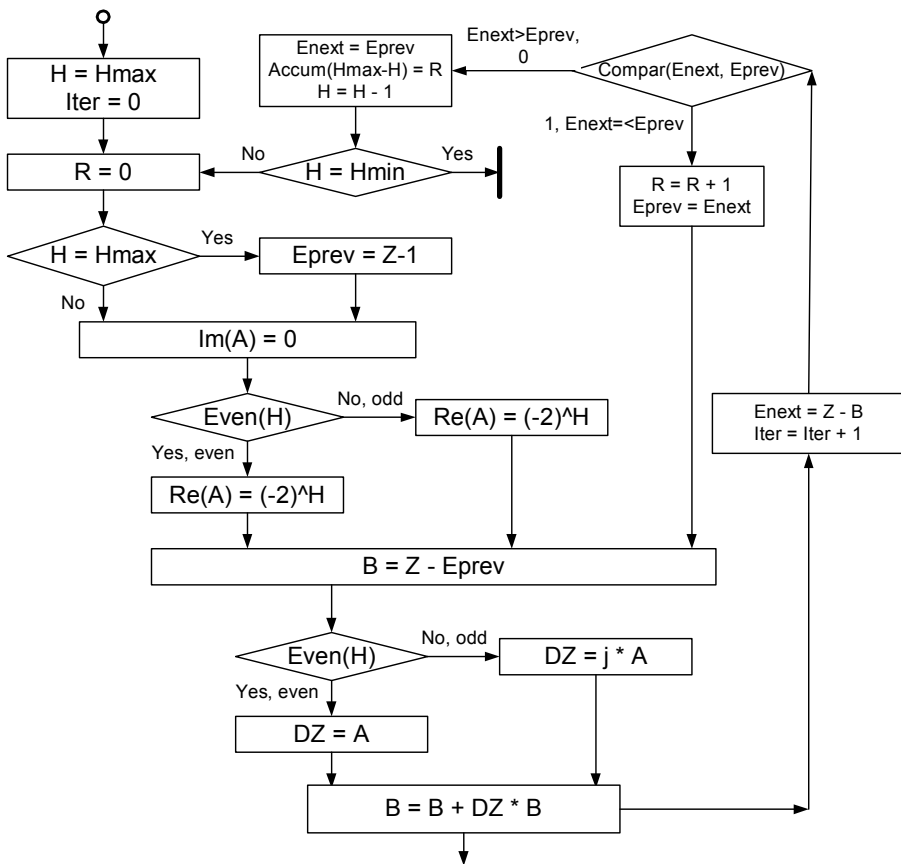 H = Hmax
Iter = 0
Enext = Eprev
Accum(Hmax-H) = R
H = H - 1
Enext>Eprev,
0
Compar(Enext, Eprev)
1, Enext=<Eprev
R = 0
No
H = Hmin
Yes
R = R + 1
Eprev = Enext
H = Hmax
Yes
Eprev = Z-1
No
Im(A) = 0
Even(H)
No, odd
Re(A) = (-2)^H
Yes, even
Re(A) = (-2)^H
Enext = Z - B
Iter = Iter + 1
B = Z - Eprev
Even(H)
No, odd
DZ = j * A
Yes, even
DZ = A
B = B + DZ * B